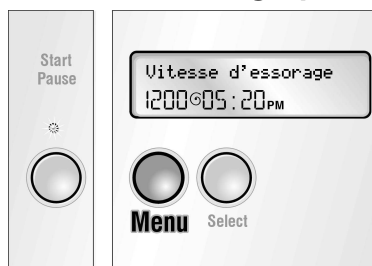 Start
Pause
Vitesse d'essorage
1200 05:20PM
Menu
Select